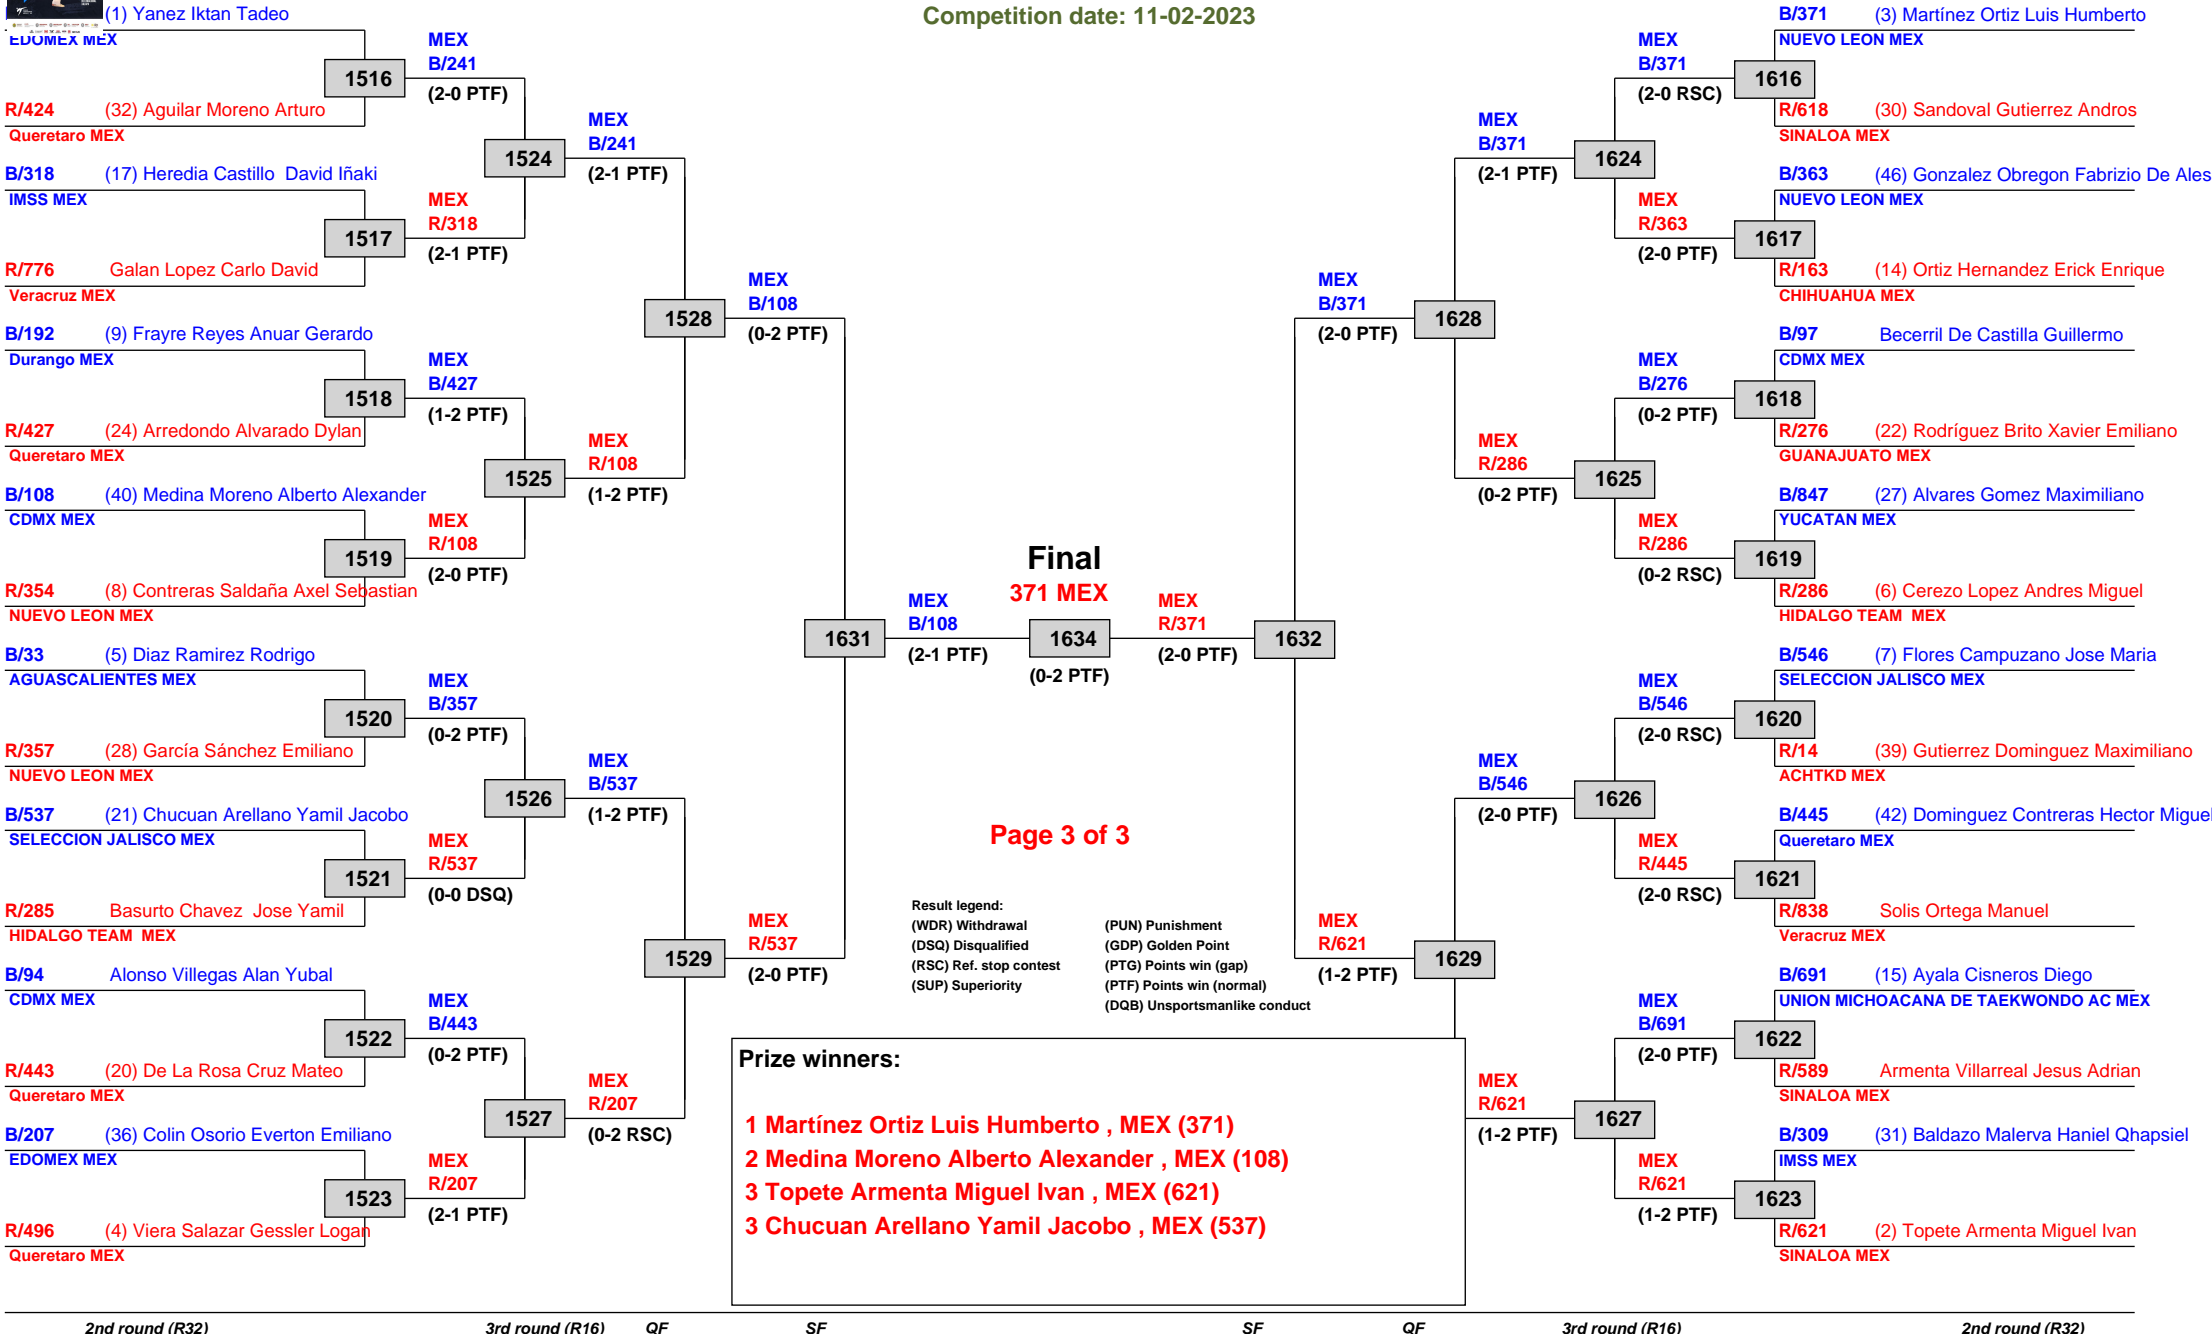 Competition date: 11-02-2023
(1) Yanez Iktan Tadeo
EDOMEX MEX
R/424 (32) Aguilar Moreno Arturo
Queretaro MEX
B/318 (17) Heredia Castillo  David Iñaki
IMSS MEX
R/776 Galan Lopez Carlo David
Veracruz MEX
B/192 (9) Frayre Reyes Anuar Gerardo
Durango MEX
R/427 (24) Arredondo Alvarado Dylan
Queretaro MEX
B/108 (40) Medina Moreno Alberto Alexander
CDMX MEX
R/354 (8) Contreras Saldaña Axel Sebastian
NUEVO LEON MEX
B/33 (5) Diaz Ramirez Rodrigo
AGUASCALIENTES MEX
R/357 (28) García Sánchez Emiliano
NUEVO LEON MEX
B/537 (21) Chucuan Arellano Yamil Jacobo
SELECCION JALISCO MEX
R/285 Basurto Chavez  Jose Yamil
HIDALGO TEAM  MEX
B/94 Alonso Villegas Alan Yubal
CDMX MEX
R/443 (20) De La Rosa Cruz Mateo
Queretaro MEX
B/207 (36) Colin Osorio Everton Emiliano
EDOMEX MEX
R/496 (4) Viera Salazar Gessler Logan
Queretaro MEX
1516
1517
1518
1519
1520
1521
1522
1523
MEX
B/241
(2-0 PTF)
MEX
R/318
(2-1 PTF)
MEX
B/427
(1-2 PTF)
MEX
R/108
(2-0 PTF)
MEX
B/357
(0-2 PTF)
MEX
R/537
(0-0 DSQ)
MEX
B/443
(0-2 PTF)
MEX
R/207
(2-1 PTF)
1524
1525
1526
1527
MEX
B/241
(2-1 PTF)
MEX
R/108
(1-2 PTF)
MEX
B/537
(1-2 PTF)
MEX
R/207
(0-2 RSC)
1528
1529
MEX
B/108
(0-2 PTF)
MEX
R/537
(2-0 PTF)
1631
MEX
B/108
(2-1 PTF)
Final
371 MEX
1634
(0-2 PTF)
MEX
R/371
(2-0 PTF)
1632
Page 3 of 3
Result legend:
(WDR) Withdrawal
(DSQ) Disqualified
(RSC) Ref. stop contest
(SUP) Superiority
(PUN) Punishment
(GDP) Golden Point
(PTG) Points win (gap)
(PTF) Points win (normal)
(DQB) Unsportsmanlike conduct
Prize winners:
1 Martínez Ortiz Luis Humberto , MEX (371)
2 Medina Moreno Alberto Alexander , MEX (108)
3 Topete Armenta Miguel Ivan , MEX (621)
3 Chucuan Arellano Yamil Jacobo , MEX (537)
MEX
B/371
(2-0 PTF)
MEX
R/621
(1-2 PTF)
1628
1629
MEX
B/371
(2-1 PTF)
MEX
R/286
(0-2 PTF)
MEX
B/546
(2-0 PTF)
MEX
R/621
(1-2 PTF)
1624
1625
1626
1627
MEX
B/371
(2-0 RSC)
MEX
R/363
(2-0 PTF)
MEX
B/276
(0-2 PTF)
MEX
R/286
(0-2 RSC)
MEX
B/546
(2-0 RSC)
MEX
R/445
(2-0 RSC)
MEX
B/691
(2-0 PTF)
MEX
R/621
(1-2 PTF)
1616
1617
1618
1619
1620
1621
1622
1623
B/371 (3) Martínez Ortiz Luis Humberto
NUEVO LEON MEX
R/618 (30) Sandoval Gutierrez Andros
SINALOA MEX
B/363 (46) Gonzalez Obregon Fabrizio De Ales
NUEVO LEON MEX
R/163 (14) Ortiz Hernandez Erick Enrique
CHIHUAHUA MEX
B/97 Becerril De Castilla Guillermo
CDMX MEX
R/276 (22) Rodríguez Brito Xavier Emiliano
GUANAJUATO MEX
B/847 (27) Alvares Gomez Maximiliano
YUCATAN MEX
R/286 (6) Cerezo Lopez Andres Miguel
HIDALGO TEAM  MEX
B/546 (7) Flores Campuzano Jose Maria
SELECCION JALISCO MEX
R/14 (39) Gutierrez Dominguez Maximiliano
ACHTKD MEX
B/445 (42) Dominguez Contreras Hector Miguel
Queretaro MEX
R/838 Solis Ortega Manuel
Veracruz MEX
B/691 (15) Ayala Cisneros Diego
UNION MICHOACANA DE TAEKWONDO AC MEX
R/589 Armenta Villarreal Jesus Adrian
SINALOA MEX
B/309 (31) Baldazo Malerva Haniel Qhapsiel
IMSS MEX
R/621 (2) Topete Armenta Miguel Ivan
SINALOA MEX
2nd round (R32) 3rd round (R16) QF SF SF QF 3rd round (R16) 2nd round (R32)